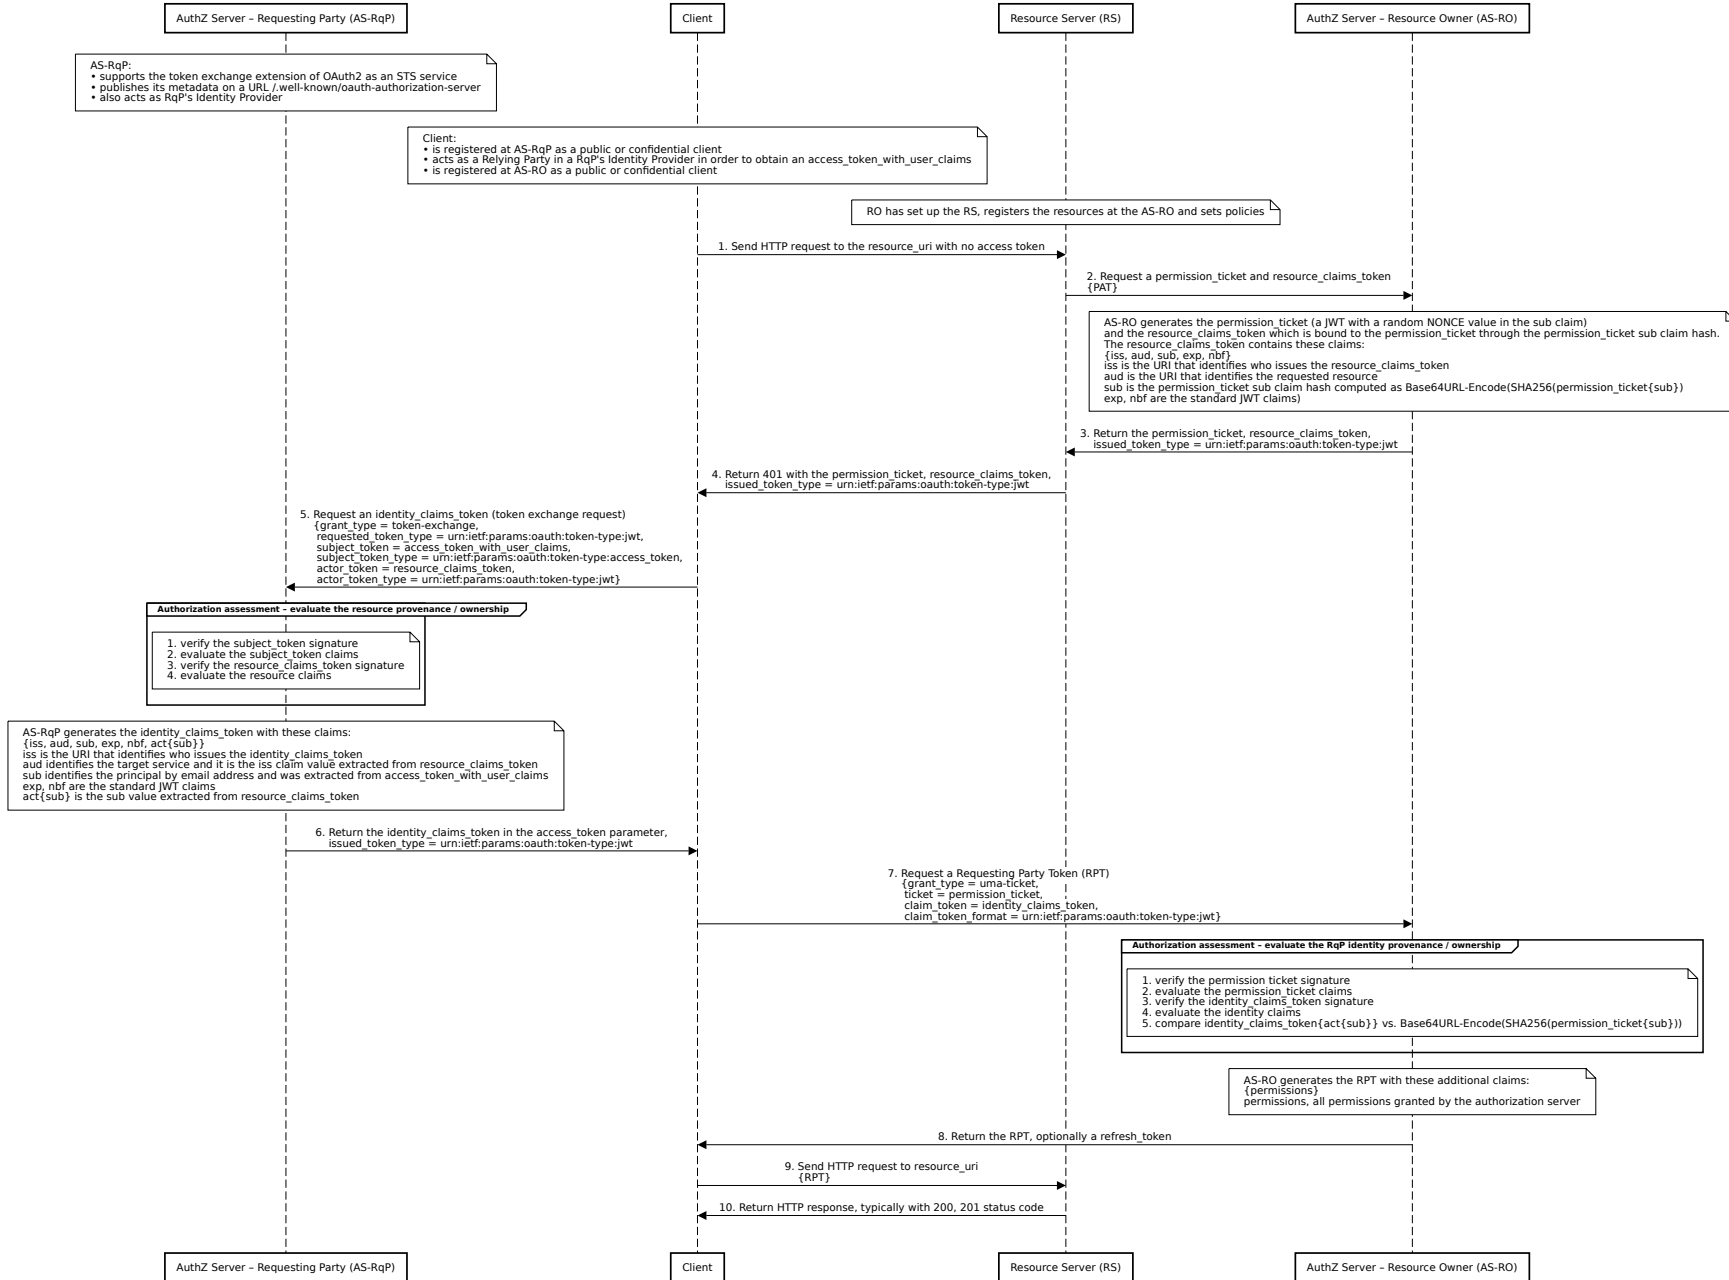 AuthZ Server – Requesting Party (AS-RqP)
Client
Resource Server (RS)
AuthZ Server – Resource Owner (AS-RO)
AS-RqP:
• supports the token exchange extension of OAuth2 as an STS service
• publishes its metadata on a URL /.well-known/oauth-authorization-server
• also acts as RqP's Identity Provider
Client:
• is registered at AS-RqP as a public or confidential client
• acts as a Relying Party in a RqP's Identity Provider in order to obtain an access_token_with_user_claims
• is registered at AS-RO as a public or confidential client
RO has set up the RS, registers the resources at the AS-RO and sets policies
1. Send HTTP request to the resource_uri with no access token
2. Request a permission_ticket and resource_claims_token
{PAT}
AS-RO generates the permission_ticket (a JWT with a random NONCE value in the sub claim)
and the resource_claims_token which is bound to the permission_ticket through the permission_ticket sub claim hash.
The resource_claims_token contains these claims:
{iss, aud, sub, exp, nbf}
iss is the URI that identifies who issues the resource_claims_token
aud is the URI that identifies the requested resource
sub is the permission_ticket sub claim hash computed as Base64URL-Encode(SHA256(permission_ticket{sub})
exp, nbf are the standard JWT claims)
3. Return the permission_ticket, resource_claims_token,
issued_token_type = urn:ietf:params:oauth:token-type:jwt
4. Return 401 with the permission_ticket, resource_claims_token,
issued_token_type = urn:ietf:params:oauth:token-type:jwt
5. Request an identity_claims_token (token exchange request)
{grant_type = token-exchange,
requested_token_type = urn:ietf:params:oauth:token-type:jwt,
subject_token = access_token_with_user_claims,
subject_token_type = urn:ietf:params:oauth:token-type:access_token,
actor_token = resource_claims_token,
actor_token_type = urn:ietf:params:oauth:token-type:jwt}
Authorization assessment – evaluate the resource provenance / ownership
1. verify the subject_token signature
2. evaluate the subject_token claims
3. verify the resource_claims_token signature
4. evaluate the resource claims
AS-RqP generates the identity_claims_token with these claims:
{iss, aud, sub, exp, nbf, act{sub}}
iss is the URI that identifies who issues the identity_claims_token
aud identifies the target service and it is the iss claim value extracted from resource_claims_token
sub identifies the principal by email address and was extracted from access_token_with_user_claims
exp, nbf are the standard JWT claims
act{sub} is the sub value extracted from resource_claims_token
6. Return the identity_claims_token in the access_token parameter,
issued_token_type = urn:ietf:params:oauth:token-type:jwt
7. Request a Requesting Party Token (RPT)
{grant_type = uma-ticket,
ticket = permission_ticket,
claim_token = identity_claims_token,
claim_token_format = urn:ietf:params:oauth:token-type:jwt}
Authorization assessment – evaluate the RqP identity provenance / ownership
1. verify the permission ticket signature
2. evaluate the permission_ticket claims
3. verify the identity_claims_token signature
4. evaluate the identity claims
5. compare identity_claims_token{act{sub}} vs. Base64URL-Encode(SHA256(permission_ticket{sub}))
AS-RO generates the RPT with these additional claims:
{permissions}
permissions, all permissions granted by the authorization server
8. Return the RPT, optionally a refresh_token
9. Send HTTP request to resource_uri
{RPT}
10. Return HTTP response, typically with 200, 201 status code
AuthZ Server – Requesting Party (AS-RqP)
Client
Resource Server (RS)
AuthZ Server – Resource Owner (AS-RO)